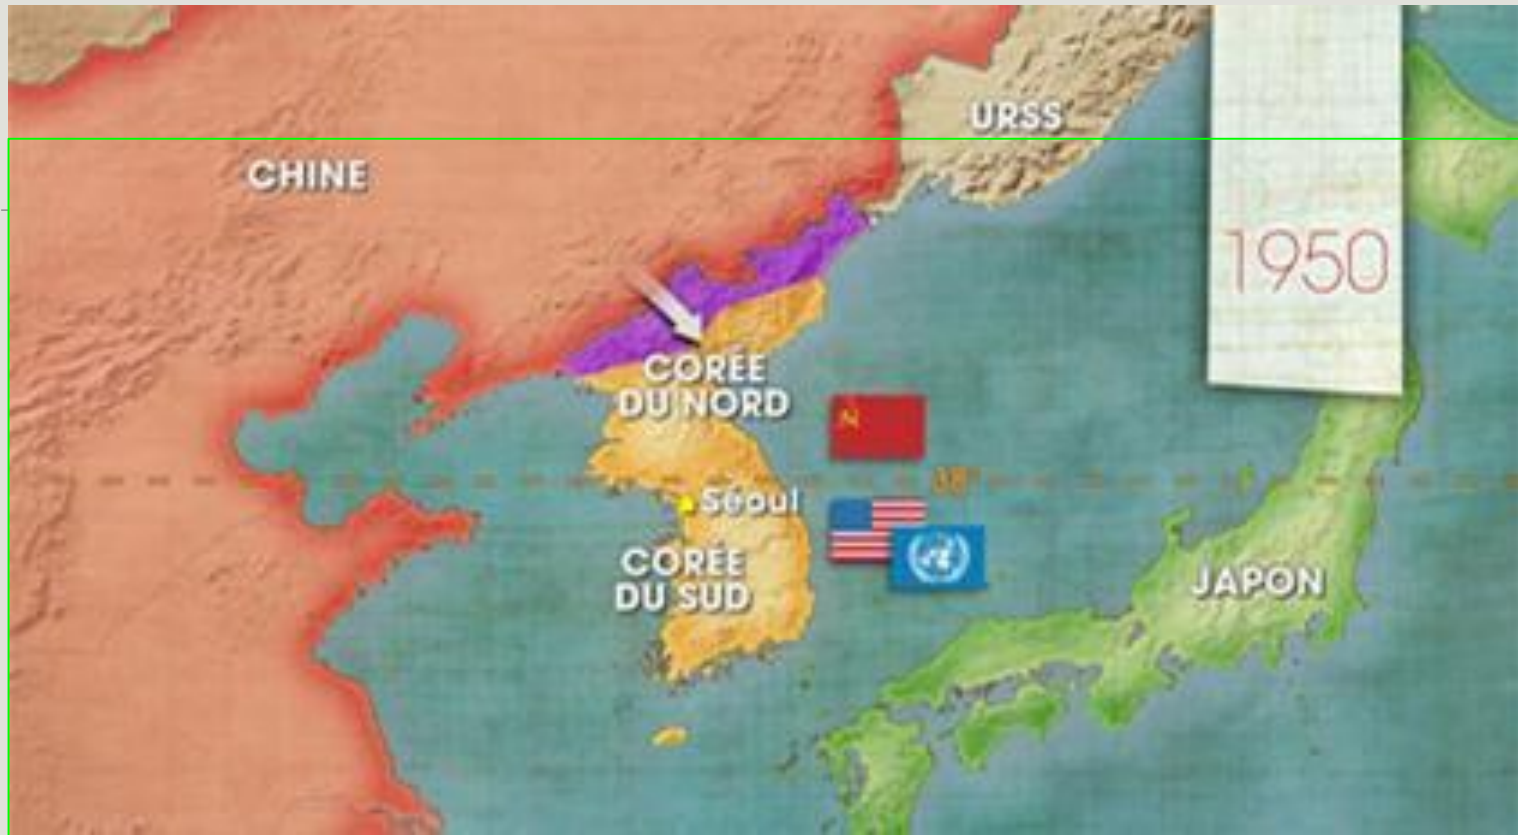 URSS
CHINE
1950
CORÉE
DU NORD
38°
Séoul
CORÉE
DU SUD
JAPON